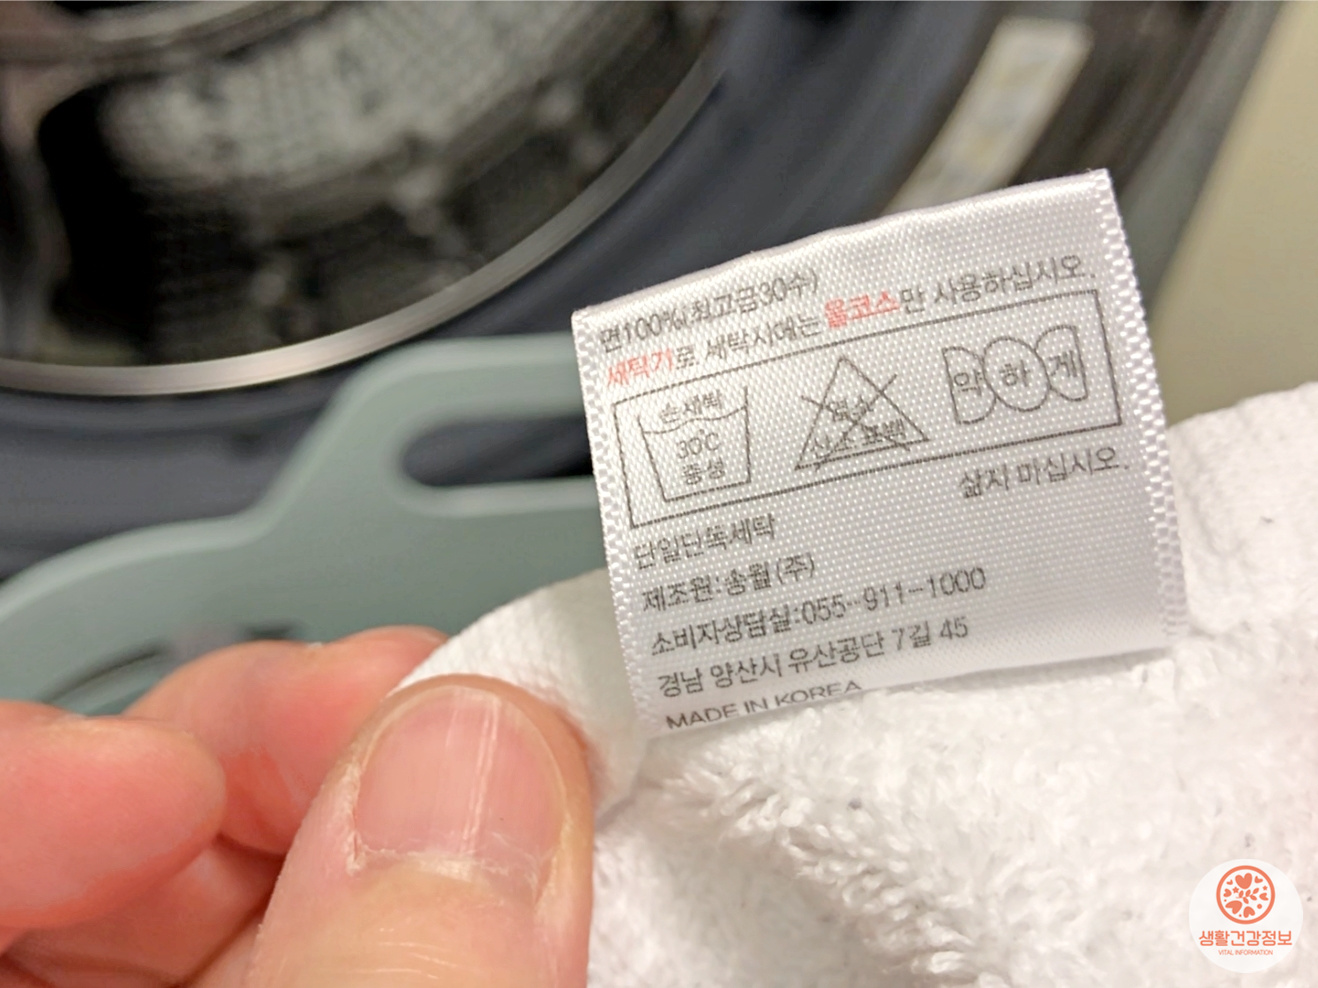 면100%(최고급30수)
세탁기로 세탁시에는 울코스만 사용하십시오.
손세탁
30℃
중성
염소
산소 표백
약하게
삶지 마십시오.
단일단독세탁
제조원:송월(주)
소비자상담실:055-911-1000
경남 양산시 유산공단 7길 45
MADE IN KOREA
생활건강정보
VITAL INFORMATION